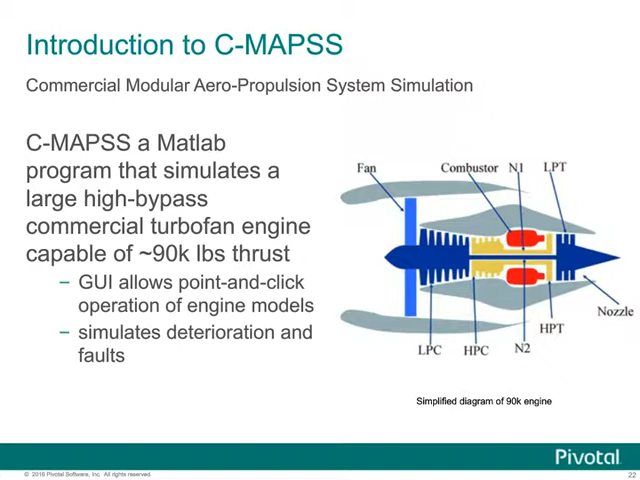 Introduction to C-MAPSS
Commercial Modular Aero-Propulsion System Simulation
C-MAPSS a Matlab
program that simulates a
large high-bypass
commercial turbofan engine
capable of ~90k lbs thrust
– GUI allows point-and-click
operation of engine models
– simulates deterioration and
faults
Fan
Combustor
N1
LPT
Nozzle
HPT
LPC
HPC
N2
Simplified diagram of 90k engine
Pivotal
© 2016 Pivotal Software, Inc. All rights reserved.
22